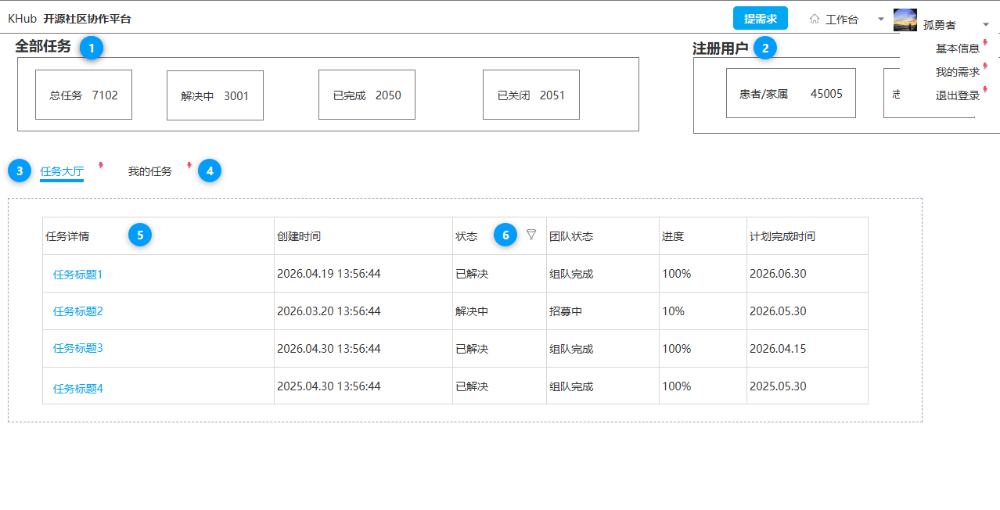 KHub 开源社区协作平台 提需求 工作台 孤勇者
基本信息
我的需求
退出登录
全部任务 1 注册用户 2
总任务 7102 解决中 3001 已完成 2050 已关闭 2051 患者/家属 45005 志
3 任务大厅 我的任务 4
任务详情 5 创建时间 状态 6 团队状态 进度 计划完成时间
任务标题1 2026.04.19 13:56:44 已解决 组队完成 100% 2026.06.30
任务标题2 2026.03.20 13:56:44 解决中 招募中 10% 2026.05.30
任务标题3 2026.04.30 13:56:44 已解决 组队完成 100% 2026.04.15
任务标题4 2025.04.30 13:56:44 已解决 组队完成 100% 2025.05.30